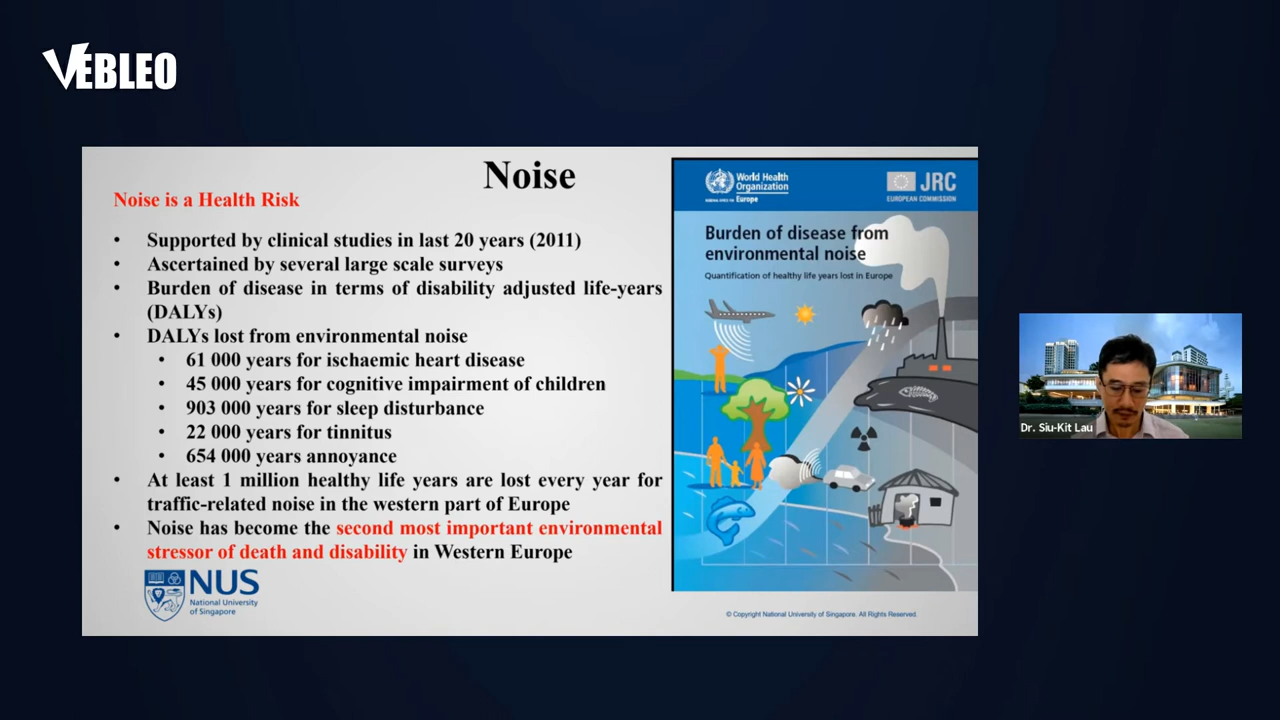 VEBLEO
Noise
Noise is a Health Risk
• Supported by clinical studies in last 20 years (2011)
• Ascertained by several large scale surveys
• Burden of disease in terms of disability adjusted life-years
(DALYs)
• DALYs lost from environmental noise
• 61 000 years for ischaemic heart disease
• 45 000 years for cognitive impairment of children
• 903 000 years for sleep disturbance
• 22 000 years for tinnitus
• 654 000 years annoyance
• At least 1 million healthy life years are lost every year for
traffic-related noise in the western part of Europe
• Noise has become the second most important environmental
stressor of death and disability in Western Europe
NUS
National University
of Singapore
World Health
Organization
Europe
JRC
EUROPEAN COMMISSION
Burden of disease from
environmental noise
Quantification of healthy life years lost in Europe
© Copyright National University of Singapore. All Rights Reserved.
Dr. Siu-Kit Lau